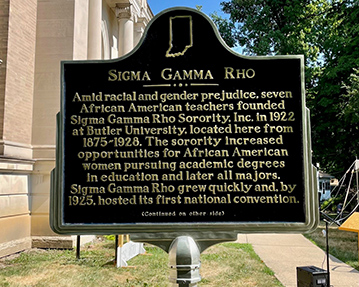 SIGMA GAMMA RHO
Amid racial and gender prejudice, seven
African American teachers founded
Sigma Gamma Rho Sorority, Inc. in 1922
at Butler University, located here from
1875-1928. The sorority increased
opportunities for African American
women pursuing academic degrees
in education and later all majors.
Sigma Gamma Rho grew quickly and, by
1925, hosted its first national convention.
(Continued on other side)